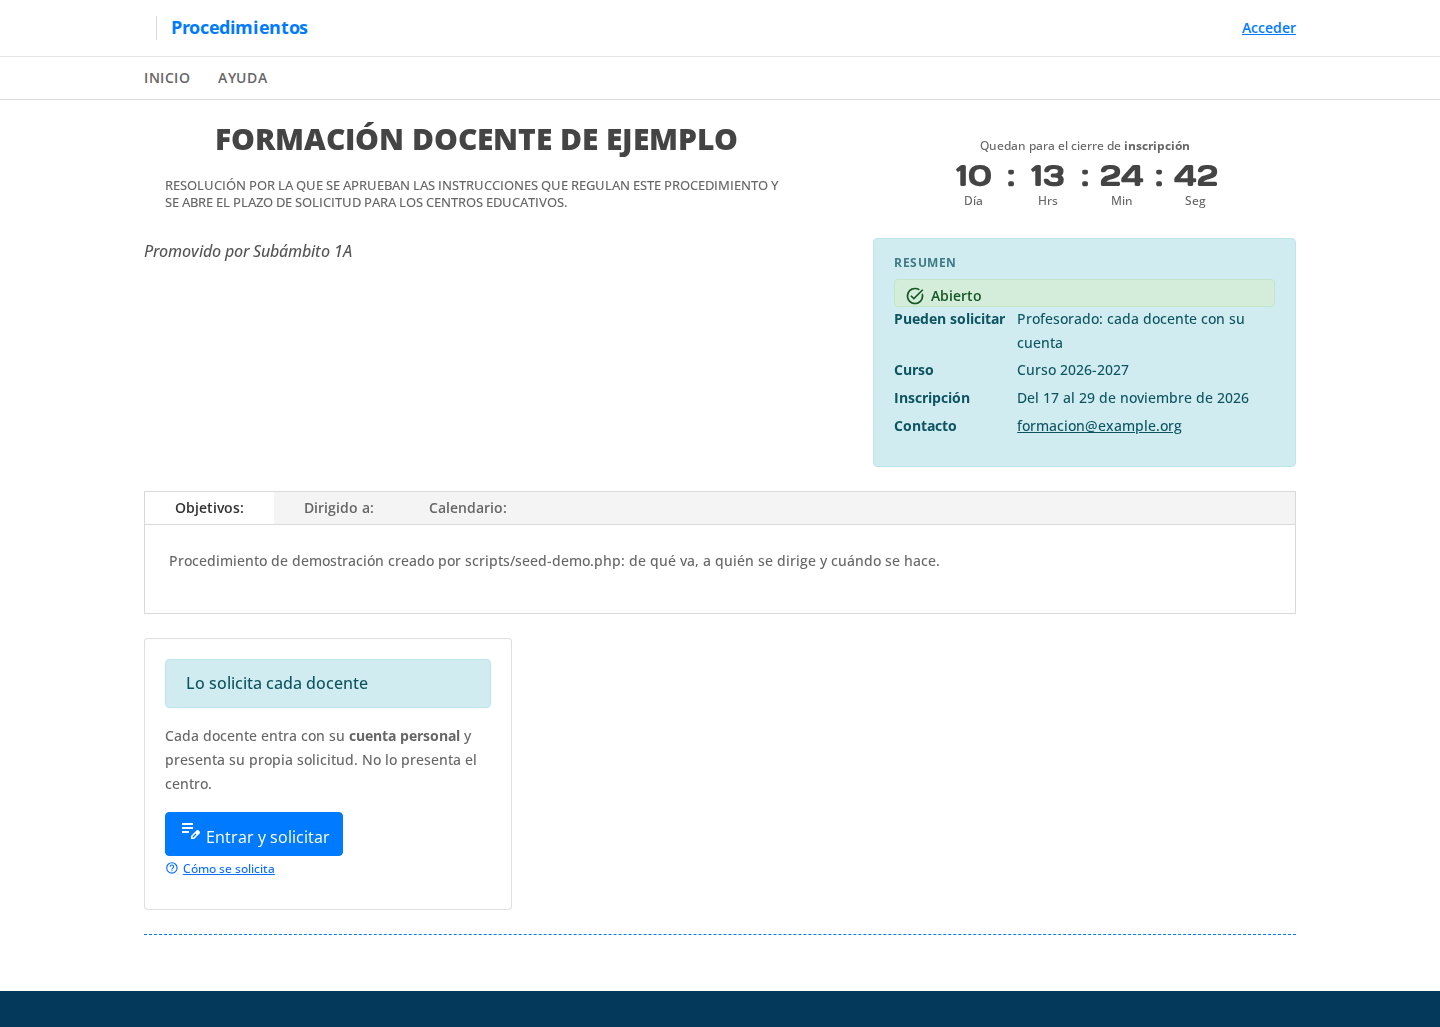 Procedimientos
Acceder
INICIO AYUDA
FORMACIÓN DOCENTE DE EJEMPLO
RESOLUCIÓN POR LA QUE SE APRUEBAN LAS INSTRUCCIONES QUE REGULAN ESTE PROCEDIMIENTO Y
SE ABRE EL PLAZO DE SOLICITUD PARA LOS CENTROS EDUCATIVOS.
Quedan para el cierre de inscripción
10 : 13 : 24 : 42
Día Hrs Min Seg
Promovido por Subámbito 1A
RESUMEN
Abierto
Pueden solicitar Profesorado: cada docente con su
cuenta
Curso Curso 2026-2027
Inscripción Del 17 al 29 de noviembre de 2026
Contacto formacion@example.org
Objetivos: Dirigido a: Calendario:
Procedimiento de demostración creado por scripts/seed-demo.php: de qué va, a quién se dirige y cuándo se hace.
Lo solicita cada docente
Cada docente entra con su cuenta personal y
presenta su propia solicitud. No lo presenta el
centro.
Entrar y solicitar
Cómo se solicita